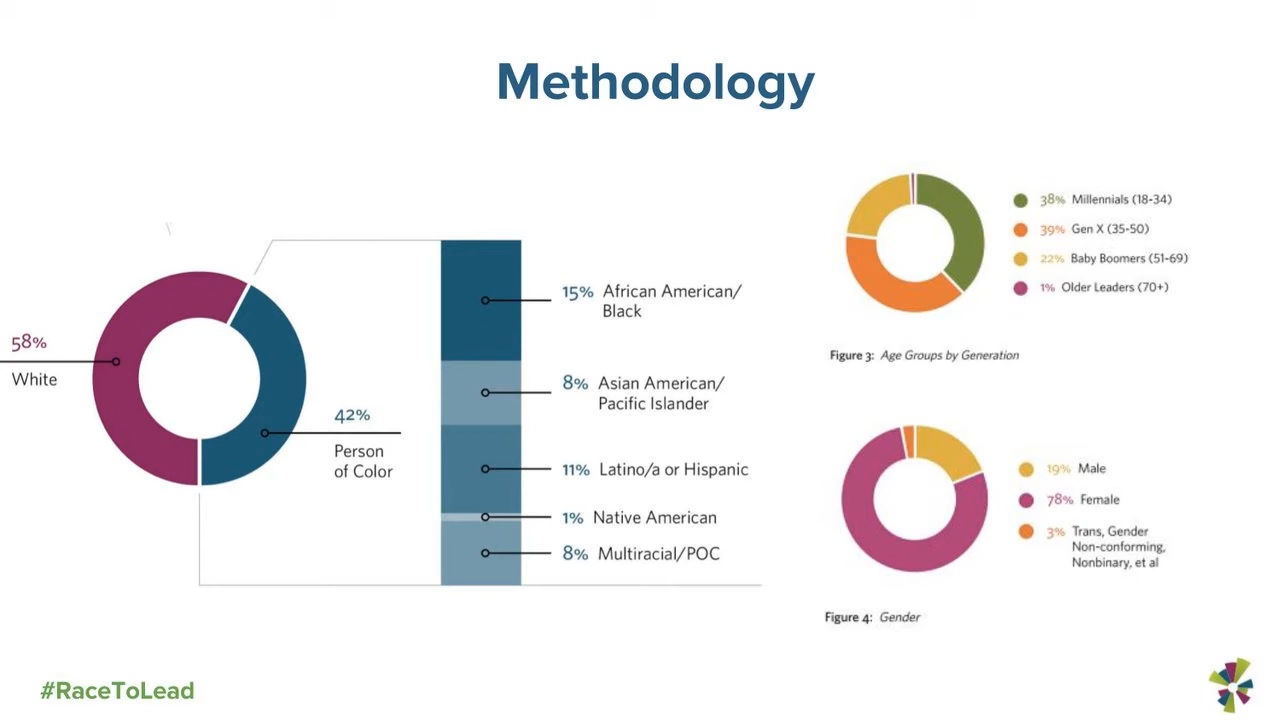 Methodology
58%
White
42%
Person
of Color
15% African American/
Black
8% Asian American/
Pacific Islander
11% Latino/a or Hispanic
1% Native American
8% Multiracial/POC
38% Millennials (18-34)
39% Gen X (35-50)
22% Baby Boomers (51-69)
1% Older Leaders (70+)
Figure 3: Age Groups by Generation
19% Male
78% Female
3% Trans, Gender
Non-conforming,
Nonbinary, et al
Figure 4: Gender
#RaceToLead